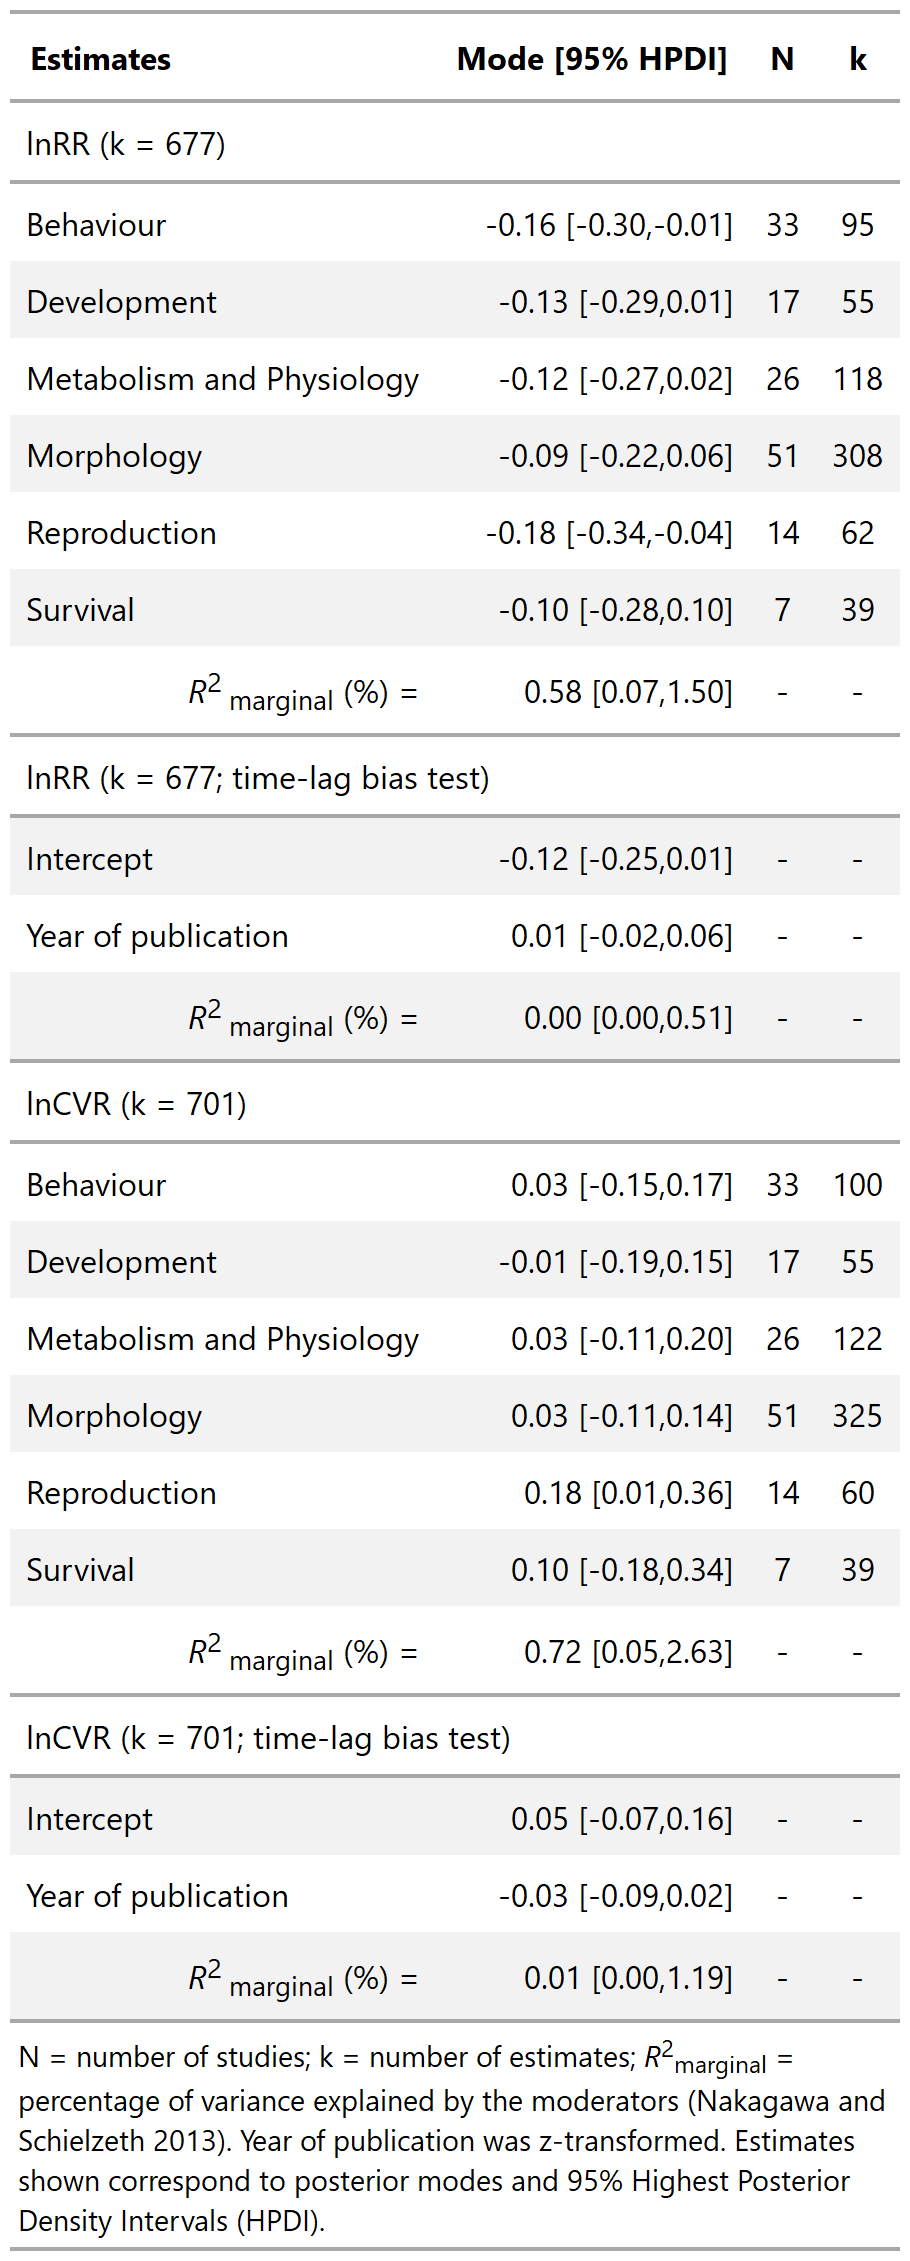 Estimates Mode [95% HPDI] N k
lnRR (k = 677)
Behaviour -0.16 [-0.30,-0.01] 33 95
Development -0.13 [-0.29,0.01] 17 55
Metabolism and Physiology -0.12 [-0.27,0.02] 26 118
Morphology -0.09 [-0.22,0.06] 51 308
Reproduction -0.18 [-0.34,-0.04] 14 62
Survival -0.10 [-0.28,0.10] 7 39
R2 marginal (%) = 0.58 [0.07,1.50] - -
lnRR (k = 677; time-lag bias test)
Intercept -0.12 [-0.25,0.01] - -
Year of publication 0.01 [-0.02,0.06] - -
R2 marginal (%) = 0.00 [0.00,0.51] - -
lnCVR (k = 701)
Behaviour 0.03 [-0.15,0.17] 33 100
Development -0.01 [-0.19,0.15] 17 55
Metabolism and Physiology 0.03 [-0.11,0.20] 26 122
Morphology 0.03 [-0.11,0.14] 51 325
Reproduction 0.18 [0.01,0.36] 14 60
Survival 0.10 [-0.18,0.34] 7 39
R2 marginal (%) = 0.72 [0.05,2.63] - -
lnCVR (k = 701; time-lag bias test)
Intercept 0.05 [-0.07,0.16] - -
Year of publication -0.03 [-0.09,0.02] - -
R2 marginal (%) = 0.01 [0.00,1.19] - -
N = number of studies; k = number of estimates; R2marginal =
percentage of variance explained by the moderators (Nakagawa and
Schielzeth 2013). Year of publication was z-transformed. Estimates
shown correspond to posterior modes and 95% Highest Posterior
Density Intervals (HPDI).